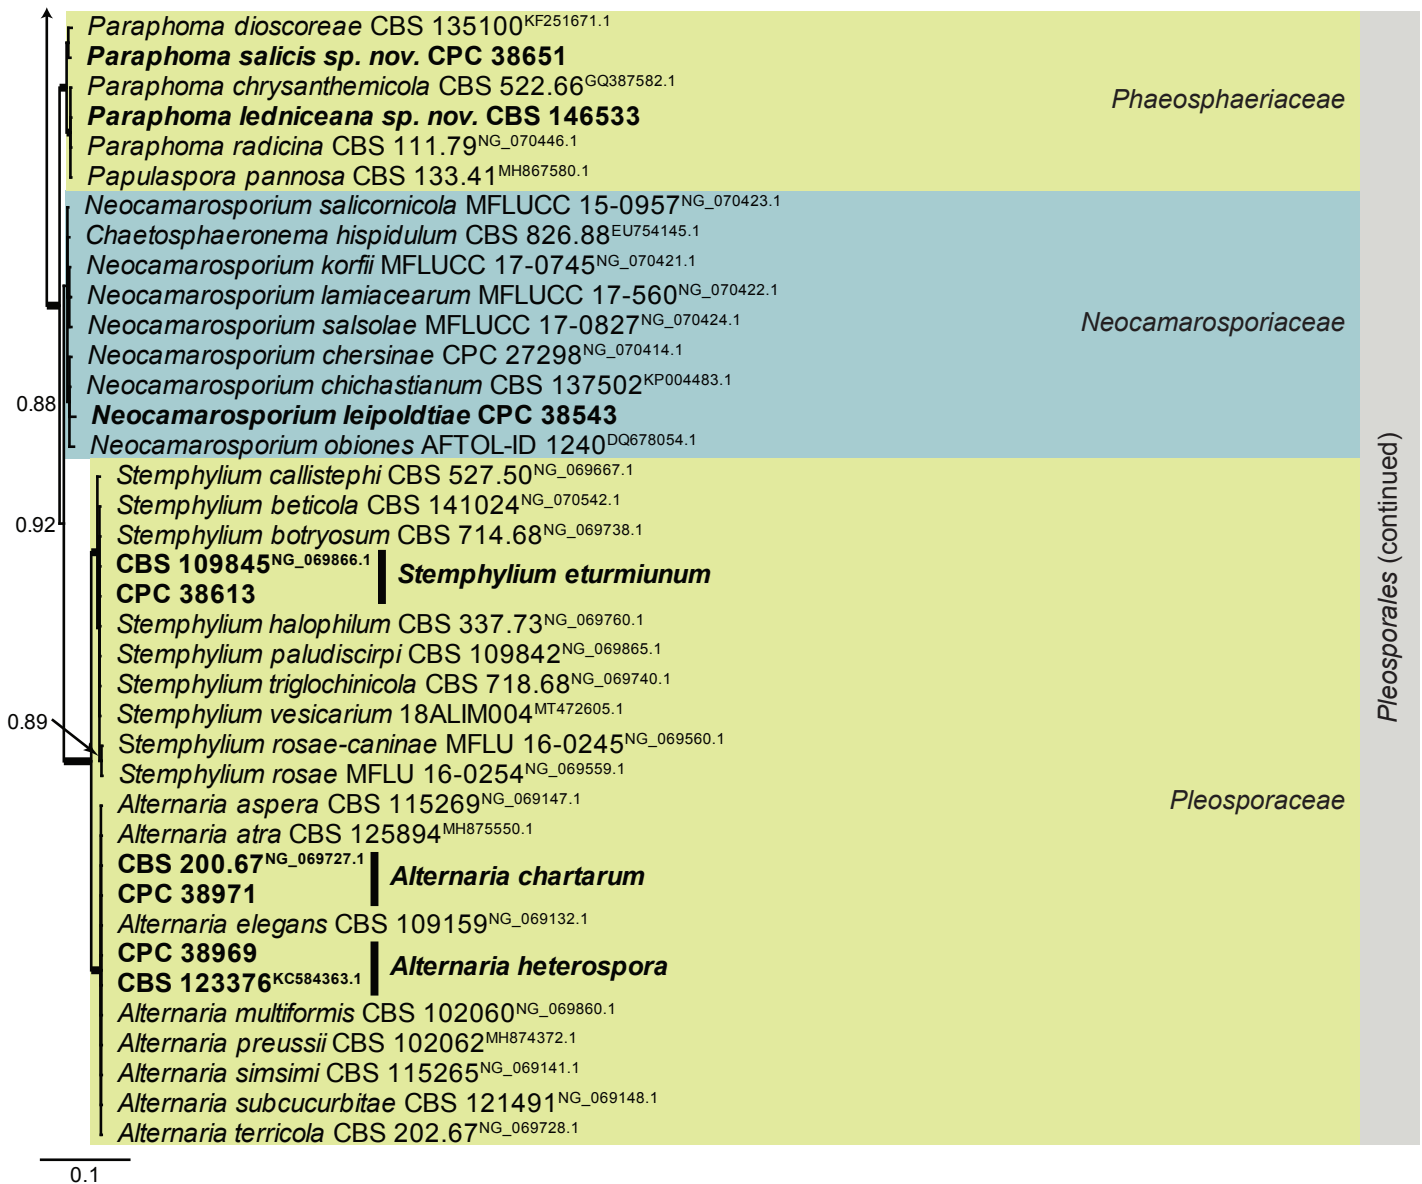 Paraphoma dioscoreae CBS 135100KF251671.1
Paraphoma salicis sp. nov. CPC 38651
Paraphoma chrysanthemicola CBS 522.66GQ387582.1
Paraphoma ledniceana sp. nov. CBS 146533
Paraphoma radicina CBS 111.79NG_070446.1
Papulaspora pannosa CBS 133.41MH867580.1
Phaeosphaeriaceae
Neocamarosporium salicornicola MFLUCC 15-0957NG_070423.1
Chaetosphaeronema hispidulum CBS 826.88EU754145.1
Neocamarosporium korfii MFLUCC 17-0745NG_070421.1
Neocamarosporium lamiacearum MFLUCC 17-560NG_070422.1
Neocamarosporium salsolae MFLUCC 17-0827NG_070424.1
Neocamarosporium chersinae CPC 27298NG_070414.1
Neocamarosporium chichastianum CBS 137502KP004483.1
Neocamarosporium leipoldtiae CPC 38543
Neocamarosporium obiones AFTOL-ID 1240DQ678054.1
Neocamarosporiaceae
0.88
0.92
Stemphylium callistephi CBS 527.50NG_069667.1
Stemphylium beticola CBS 141024NG_070542.1
Stemphylium botryosum CBS 714.68NG_069738.1
CBS 109845NG_069866.1
CPC 38613
Stemphylium eturmiunum
Stemphylium halophilum CBS 337.73NG_069760.1
Stemphylium paludiscirpi CBS 109842NG_069865.1
Stemphylium triglochinicola CBS 718.68NG_069740.1
Stemphylium vesicarium 18ALIM004MT472605.1
0.89
Stemphylium rosae-caninae MFLU 16-0245NG_069560.1
Stemphylium rosae MFLU 16-0254NG_069559.1
Alternaria aspera CBS 115269NG_069147.1
Alternaria atra CBS 125894MH875550.1
CBS 200.67NG_069727.1
CPC 38971
Alternaria chartarum
Alternaria elegans CBS 109159NG_069132.1
CPC 38969
CBS 123376KC584363.1
Alternaria heterospora
Alternaria multiformis CBS 102060NG_069860.1
Alternaria preussii CBS 102062MH874372.1
Alternaria simsimi CBS 115265NG_069141.1
Alternaria subcucurbitae CBS 121491NG_069148.1
Alternaria terricola CBS 202.67NG_069728.1
Pleosporaceae
Pleosporales (continued)
0.1